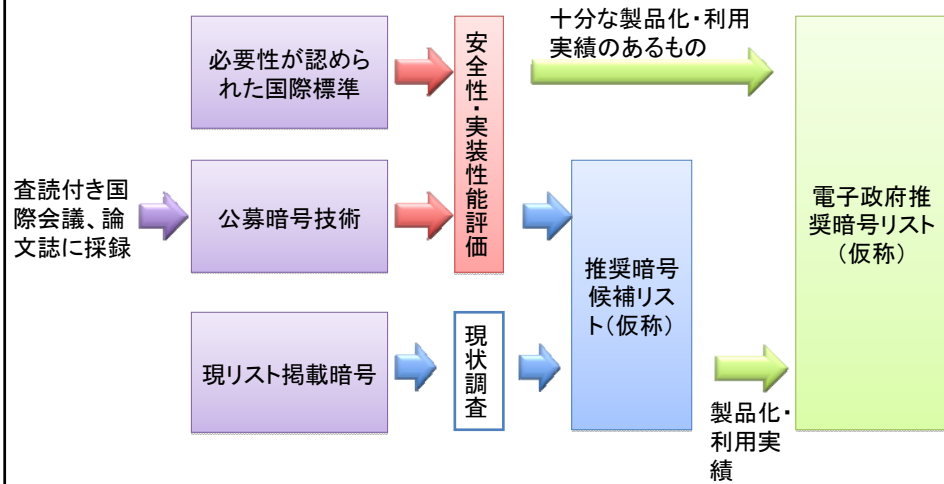 必要性が認めら
れた国際標準
安全性・実装性能評価
十分な製品化・利用
実績のあるもの
査読付き国
際会議、論
文誌に採録
公募暗号技術
推奨暗号
候補リス
ト(仮称)
電子政府推
奨暗号リスト
(仮称)
現リスト掲載暗号
現状調査
製品化・
利用実
績